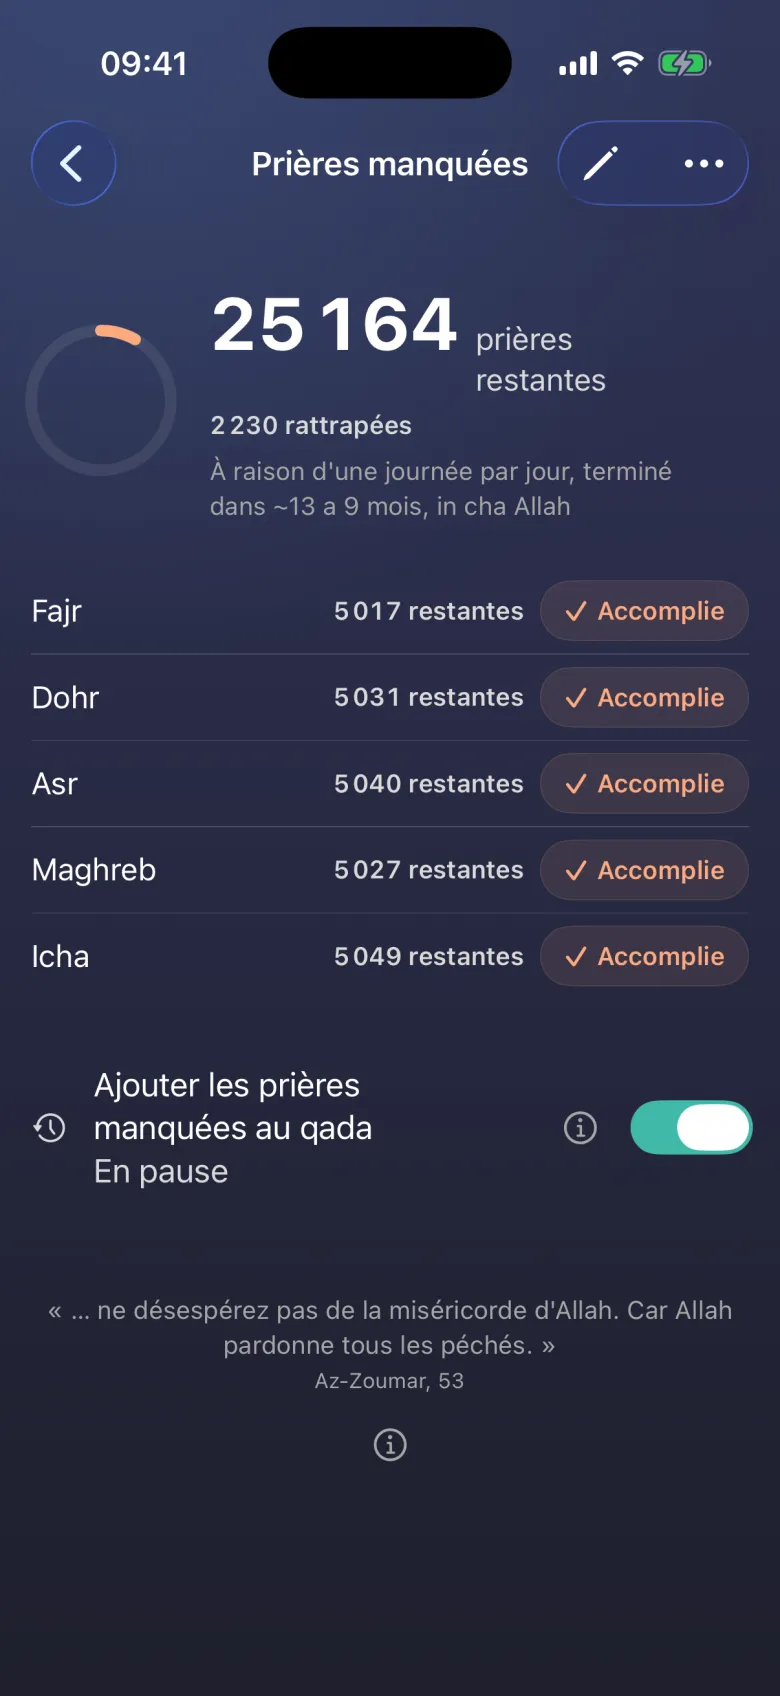 09:41
Prières manquées
25 164 prières
restantes
2 230 rattrapées
À raison d'une journée par jour, terminé
dans ~13 a 9 mois, in cha Allah
Fajr 5 017 restantes Accomplie
Dohr 5 031 restantes Accomplie
Asr 5 040 restantes Accomplie
Maghreb 5 027 restantes Accomplie
Icha 5 049 restantes Accomplie
Ajouter les prières
manquées au qada
En pause
« ... ne désespérez pas de la miséricorde d'Allah. Car Allah
pardonne tous les péchés. »
Az-Zoumar, 53